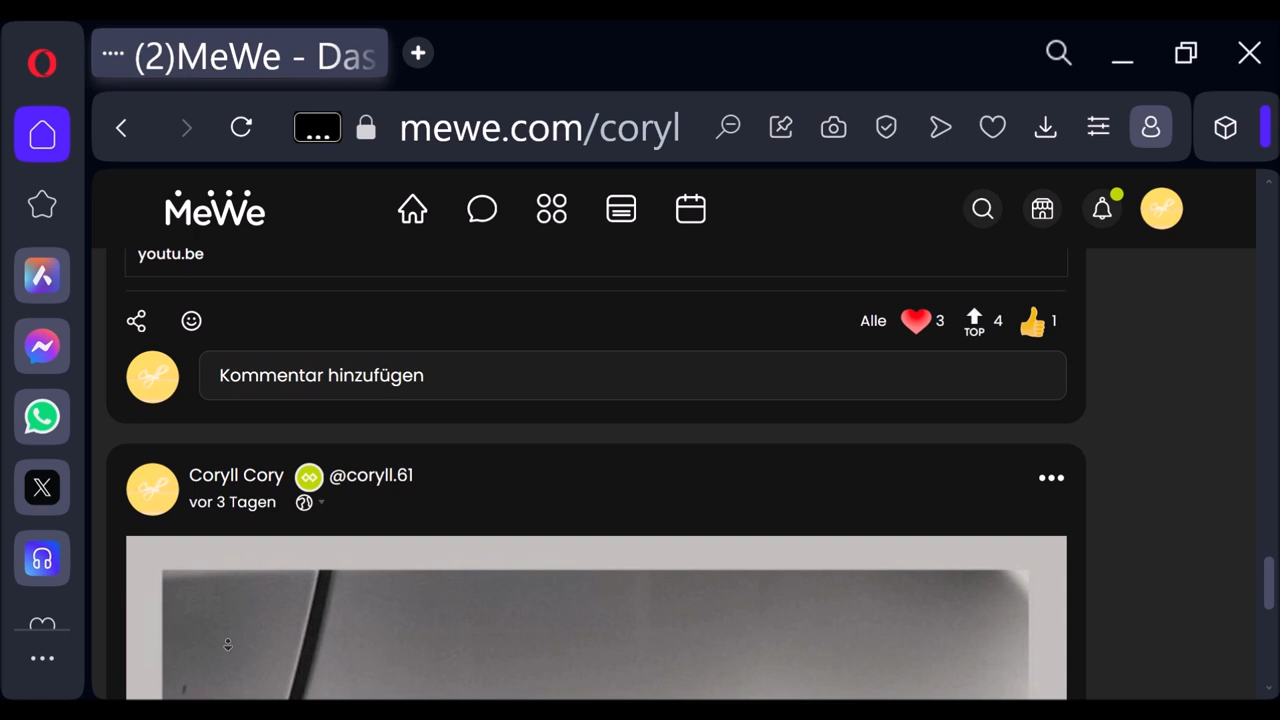 (2)MeWe - Das
mewe.com/coryl
MeWe
youtu.be
Alle 3 TOP 4 1
Kommentar hinzufügen
Coryll Cory @coryll.61
vor 3 Tagen